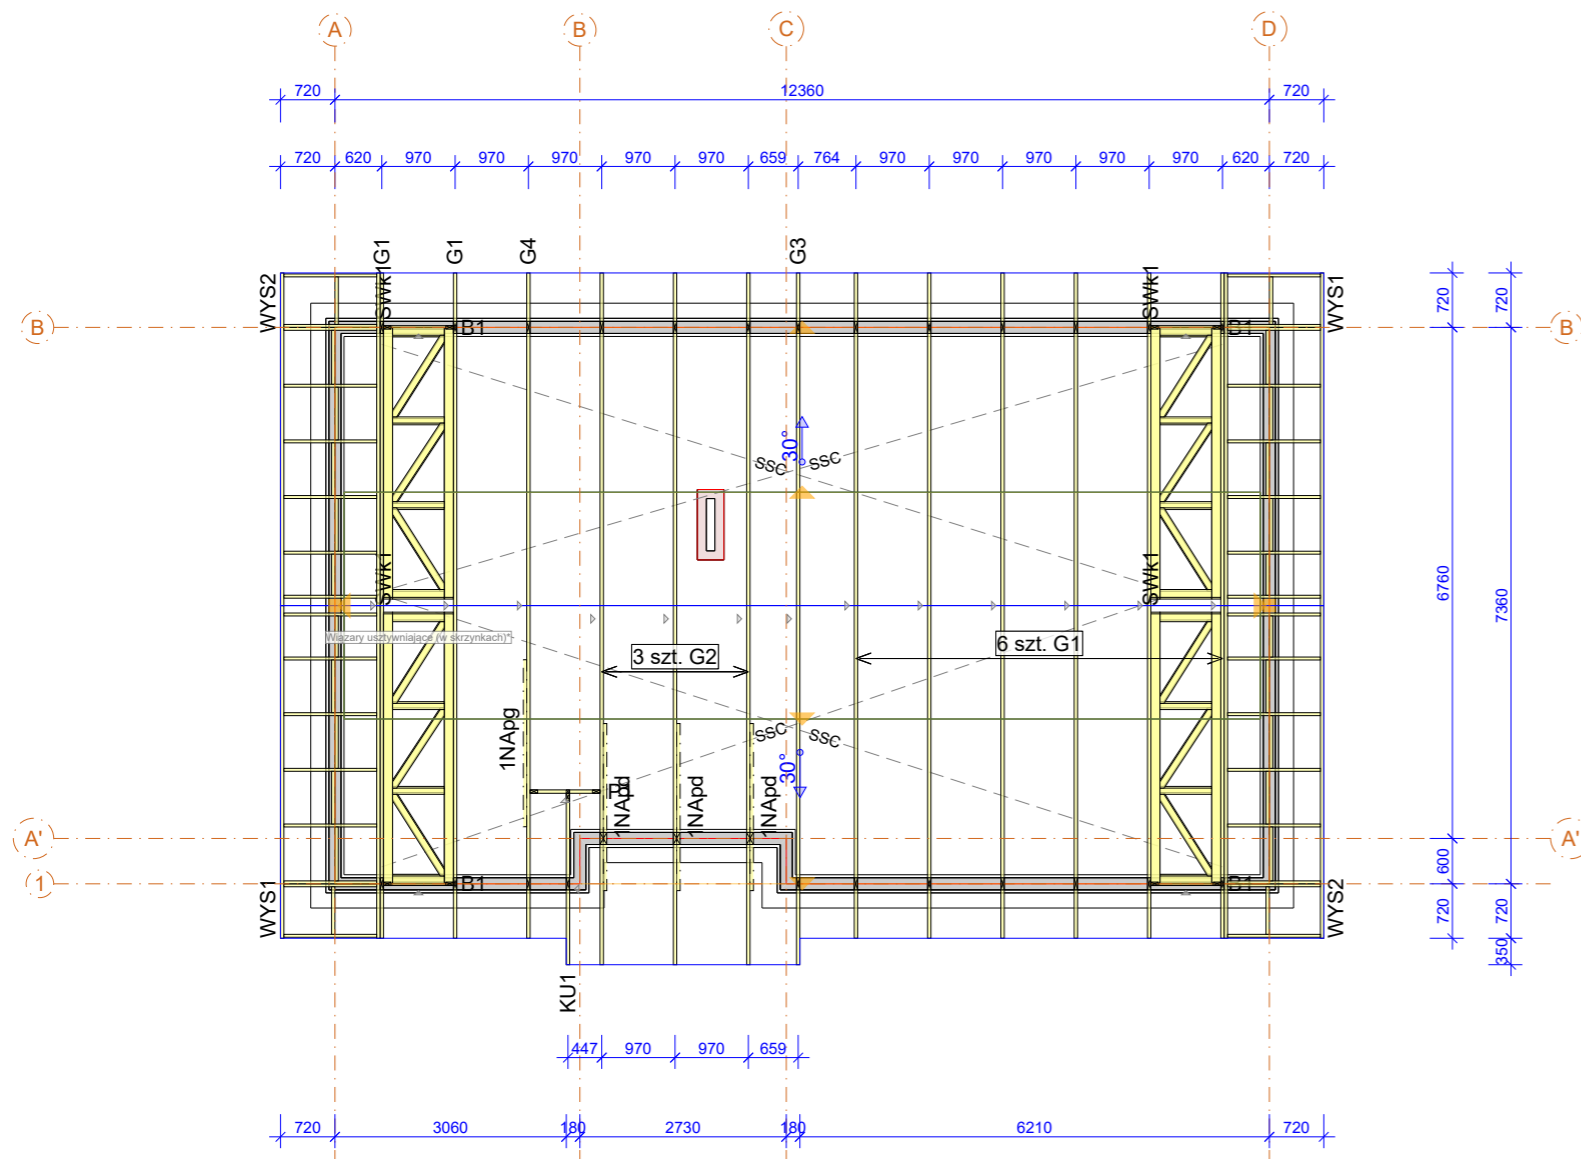 A B C D
720 12360 720
720 620 970 970 970 970 970 659 764 970 970 970 970 970 620 720
G1 G1 G4 G3
WYS2 SWk1 SWk1 WYS1
B B1 B1 B
720
30°
SSC SSC
SWk1 SWk1
6760 7360
Wiązary usztywniające (w skrzynkach)*
3 szt. G2 6 szt. G1
1NApg
SSC SSC
30°
1NApd 1NApd 1NApd
A' A'
600
1 B1 B1
WYS1 WYS2
720 720
350
KU1
447 970 970 659
720 3060 180 2730 180 6210 720